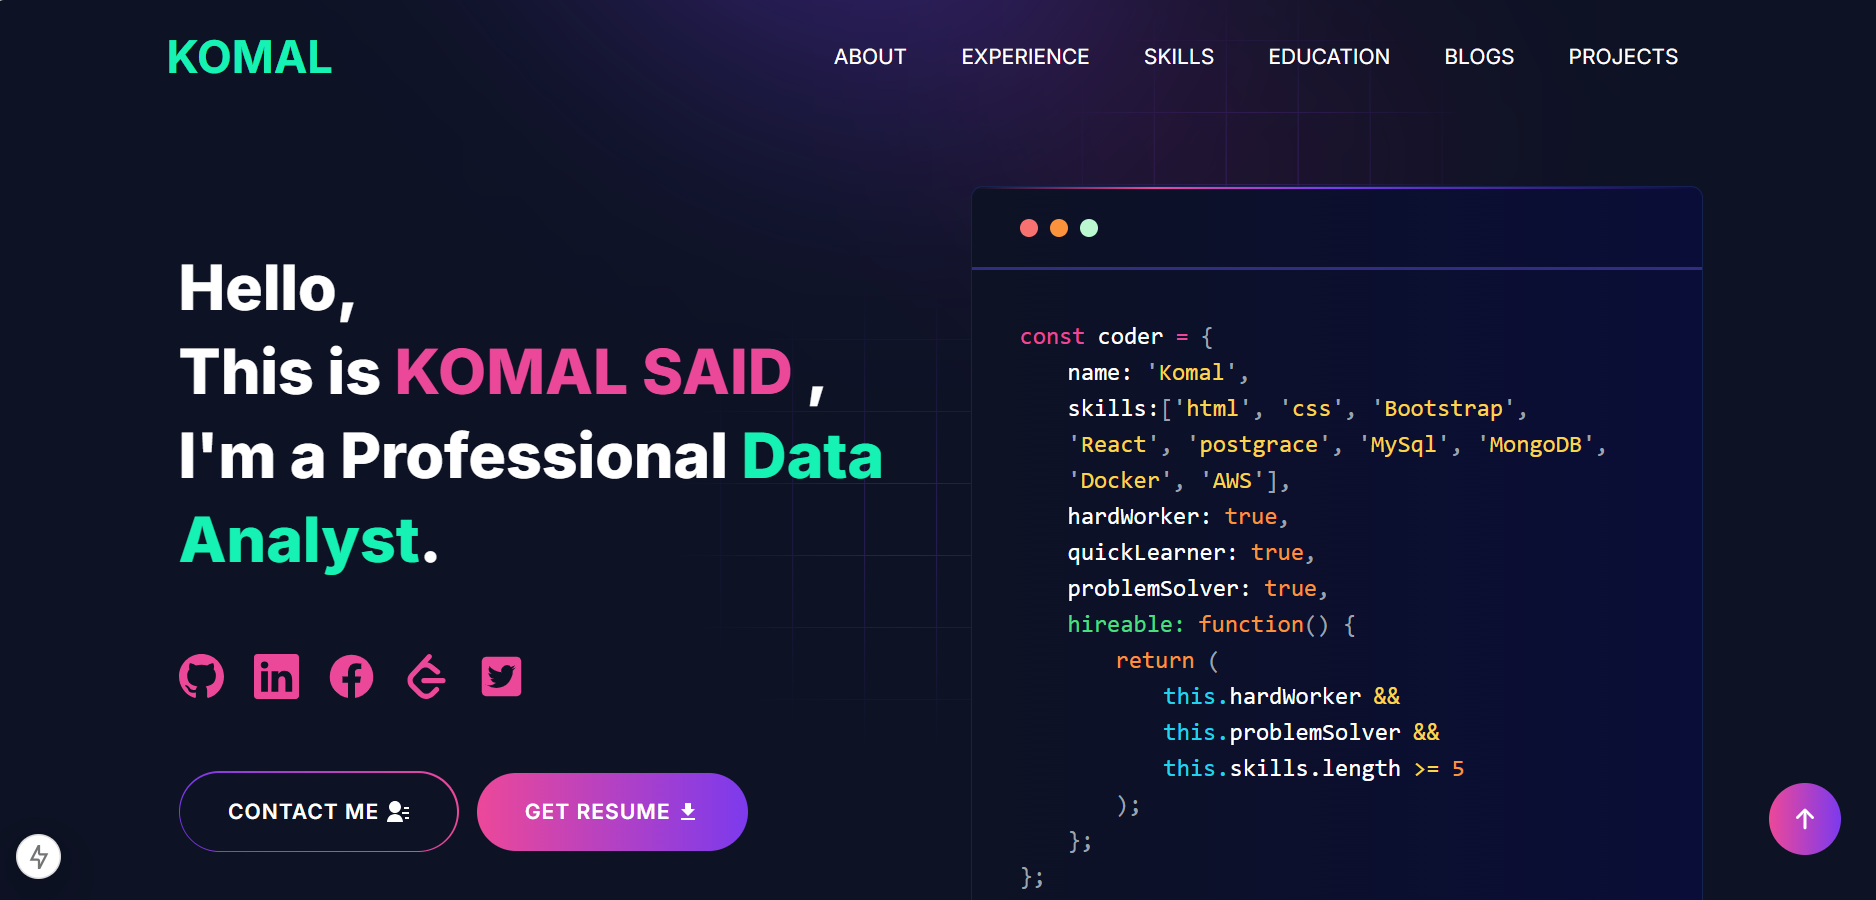 KOMAL
ABOUT EXPERIENCE SKILLS EDUCATION BLOGS PROJECTS
Hello,
This is KOMAL SAID ,
I'm a Professional Data
Analyst.
CONTACT ME
GET RESUME
const coder = {
name: 'Komal',
skills:['html', 'css', 'Bootstrap',
'React', 'postgrace', 'MySql', 'MongoDB',
'Docker', 'AWS'],
hardWorker: true,
quickLearner: true,
problemSolver: true,
hireable: function() {
return (
this.hardWorker &&
this.problemSolver &&
this.skills.length >= 5
);
};
};